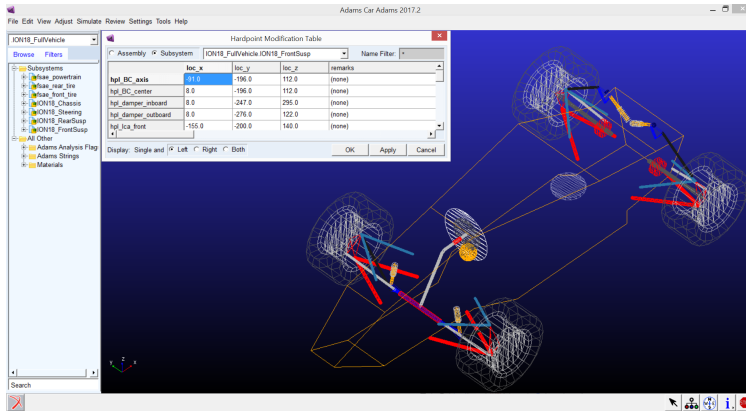 Adams Car Adams 2017.2
File Edit View Adjust Simulate Review Settings Tools Help
ION18_FullVehicle
Browse Filters
Subsystems
fsae_powertrain
fsae_rear_tire
fsae_front_tire
ION18_Chassis
ION18_Steering
ION18_RearSusp
ION18_FrontSusp
All Other
Adams Analysis Flag
Adams Strings
Materials
Search
Hardpoint Modification Table
Assembly Subsystem ION18_FullVehicle.ION18_FrontSusp Name Filter: *
loc_x loc_y loc_z remarks
hpl_BC_axis -91.0 -196.0 112.0 (none)
hpl_BC_center 8.0 -196.0 112.0 (none)
hpl_damper_inboard 8.0 -247.0 295.0 (none)
hpl_damper_outboard 8.0 -276.0 122.0 (none)
hpl_lca_front -155.0 -200.0 140.0 (none)
Display: Single and Left Right Both OK Apply Cancel
z
y x
i